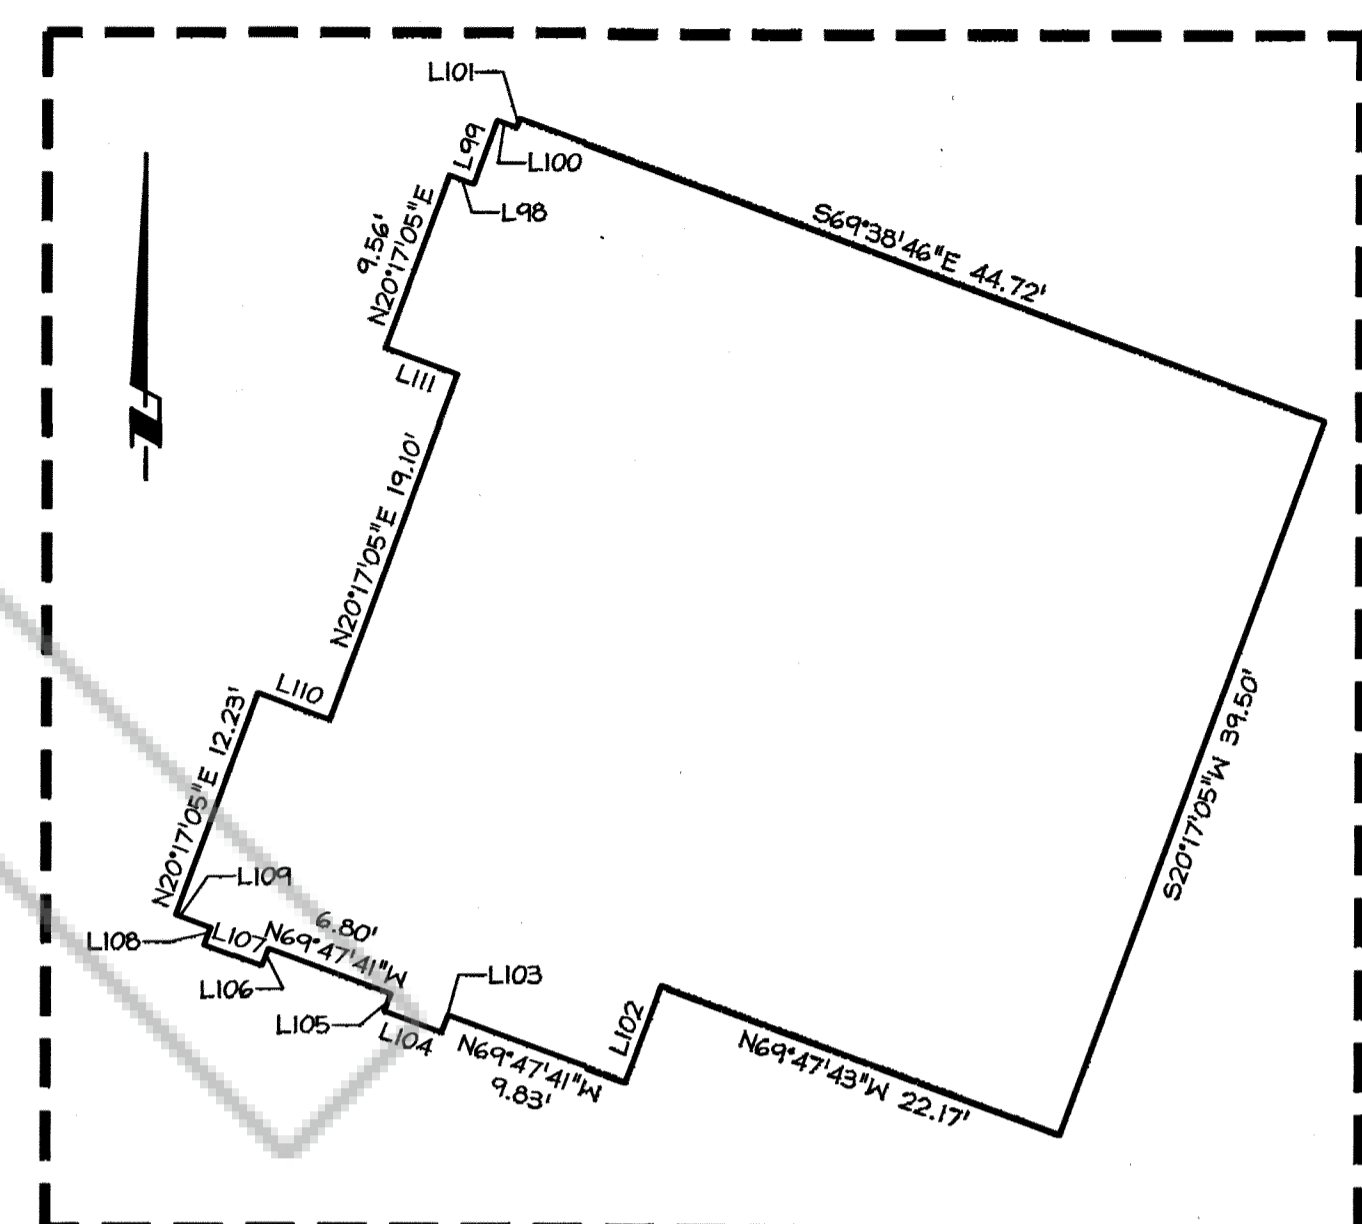 L101
L99
L100
L98
9.56'
N20°17'05"E
S69°38'46"E 44.72'
L111
N20°17'05"E 19.10'
L110
N20°17'05"E 12.23'
S20°17'05"W 39.50'
L109
L108
L107
6.80'
N69°47'41"W
L106
L103
L105
L104
L102
N69°47'41"W
9.83'
N69°47'43"W 22.17'
Z